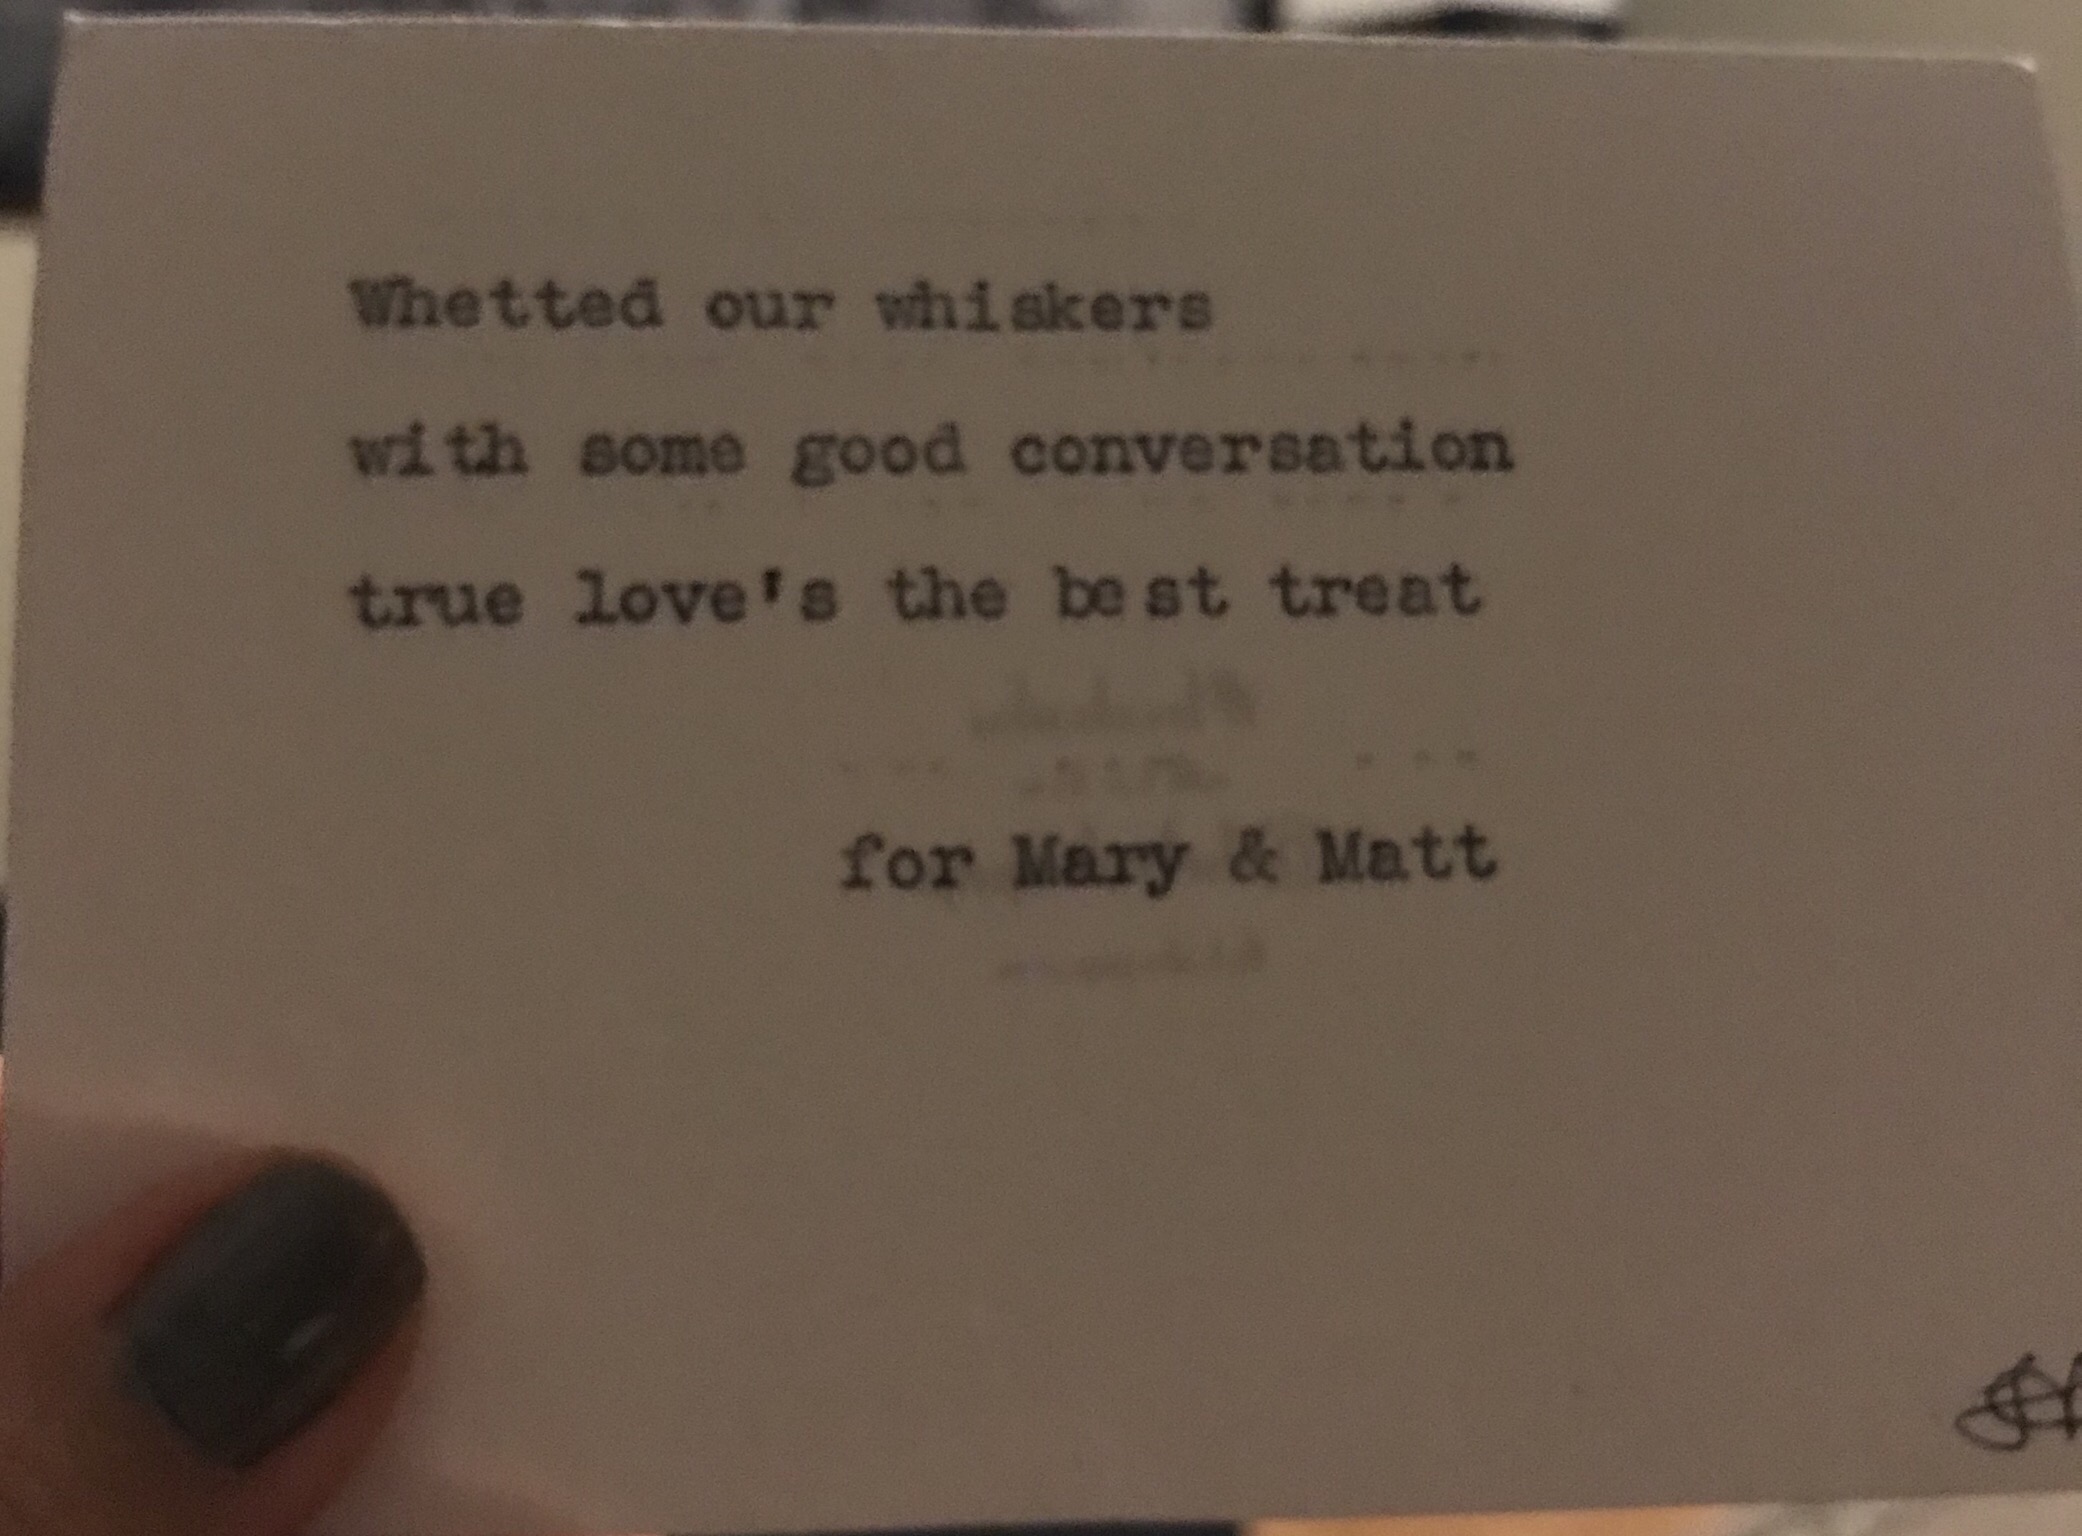 Whetted our whiskers
with some good conversation
true love's the best treat
for Mary & Matt